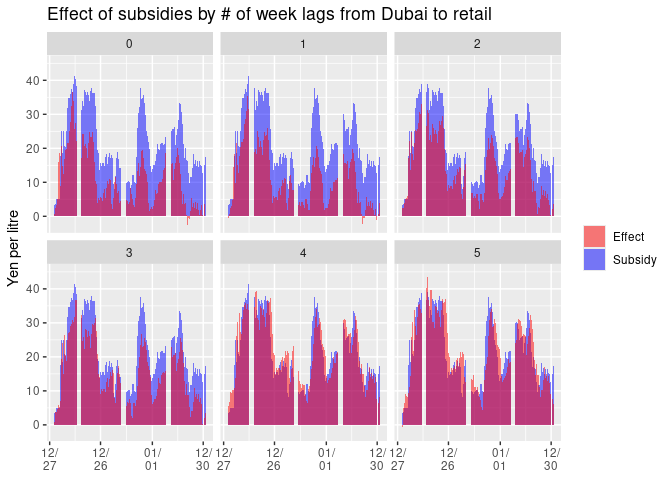 Effect of subsidies by # of week lags from Dubai to retail
0 1 2
40
30
20
10
0
3 4 5
40
30
20
10
0
Yen per litre
12/ 12/ 01/ 12/ 12/ 12/ 01/ 12/ 12/ 12/ 01/ 12/
27 26 01 30 27 26 01 30 27 26 01 30
Effect
Subsidy